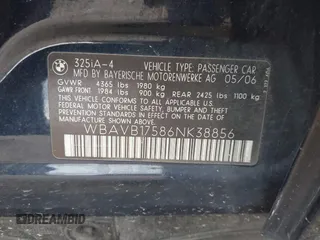 325iA-4 VEHICLE TYPE: PASSENGER CAR
MFD BY BAYERISCHE MOTORENWERKE AG 05/06
GVWR 4365 lbs 1980 kg
GAWR FRONT 1984 lbs 900 kg GAWR REAR 2425 lbs 1100 kg
THIS VEHICLE CONFORMS TO ALL APPLICABLE FEDERAL MOTOR
VEHICLE SAFETY, BUMPER AND THEFT PREVENTION STANDARDS
IN EFFECT ON THE DATE OF MANUFACTURE SHOWN ABOVE
WBAVB17586NK38856
DREAMBID